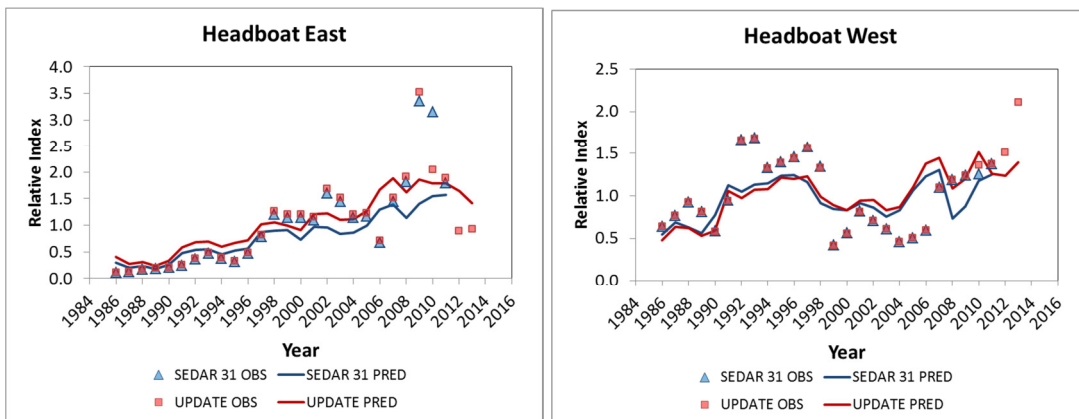 Headboat East
Relative Index
4.0
3.5
3.0
2.5
2.0
1.5
1.0
0.5
0.0
1984 1986 1988 1990 1992 1994 1996 1998 2000 2002 2004 2006 2008 2010 2012 2014 2016
Year
SEDAR 31 OBS SEDAR 31 PRED
UPDATE OBS UPDATE PRED
Headboat West
Relative Index
2.5
2.0
1.5
1.0
0.5
0.0
1984 1986 1988 1990 1992 1994 1996 1998 2000 2002 2004 2006 2008 2010 2012 2014 2016
Year
SEDAR 31 OBS SEDAR 31 PRED
UPDATE OBS UPDATE PRED